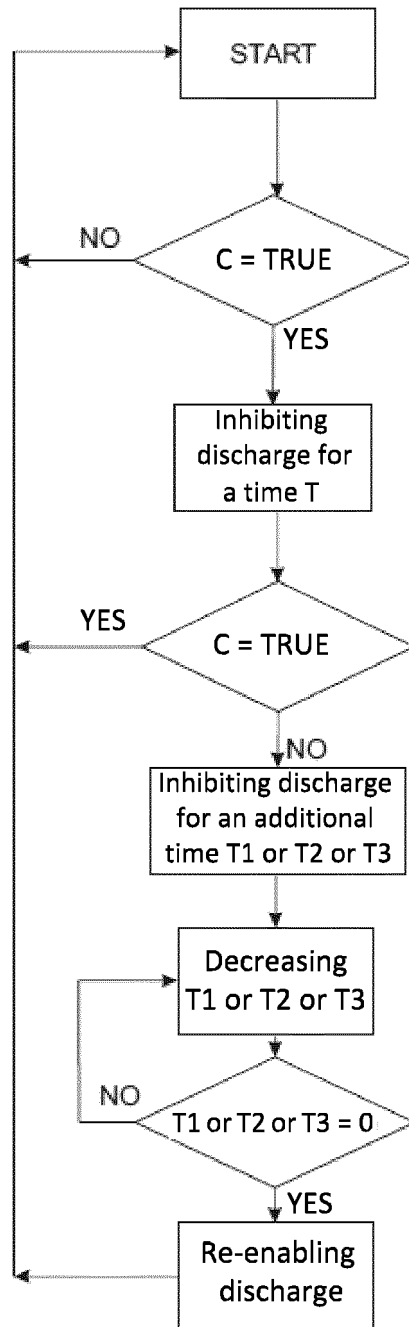 START
NO
C = TRUE
YES
Inhibiting
discharge for
a time T
YES
C = TRUE
NO
Inhibiting discharge
for an additional
time T1 or T2 or T3
Decreasing
T1 or T2 or T3
NO
T1 or T2 or T3 = 0
YES
Re-enabling
discharge